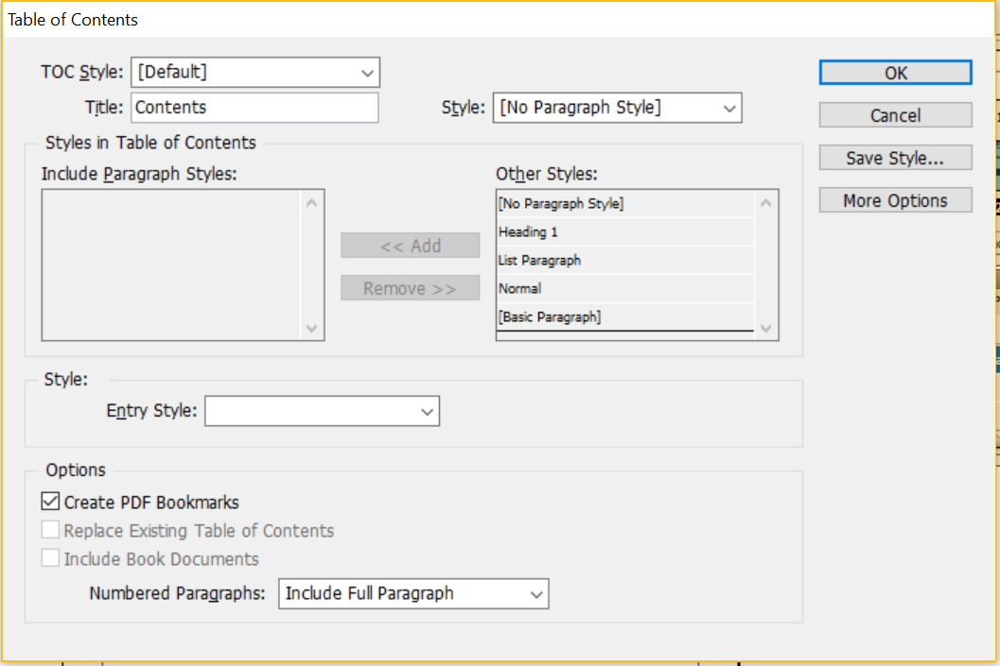 Table of Contents
TOC Style: [Default]
OK
Title: Contents
Style: [No Paragraph Style]
Cancel
Styles in Table of Contents
Save Style...
Include Paragraph Styles:
Other Styles:
More Options
[No Paragraph Style]
Heading 1
<< Add
List Paragraph
Remove >>
Normal
[Basic Paragraph]
Style:
Entry Style:
Options
Create PDF Bookmarks
Replace Existing Table of Contents
Include Book Documents
Numbered Paragraphs: Include Full Paragraph